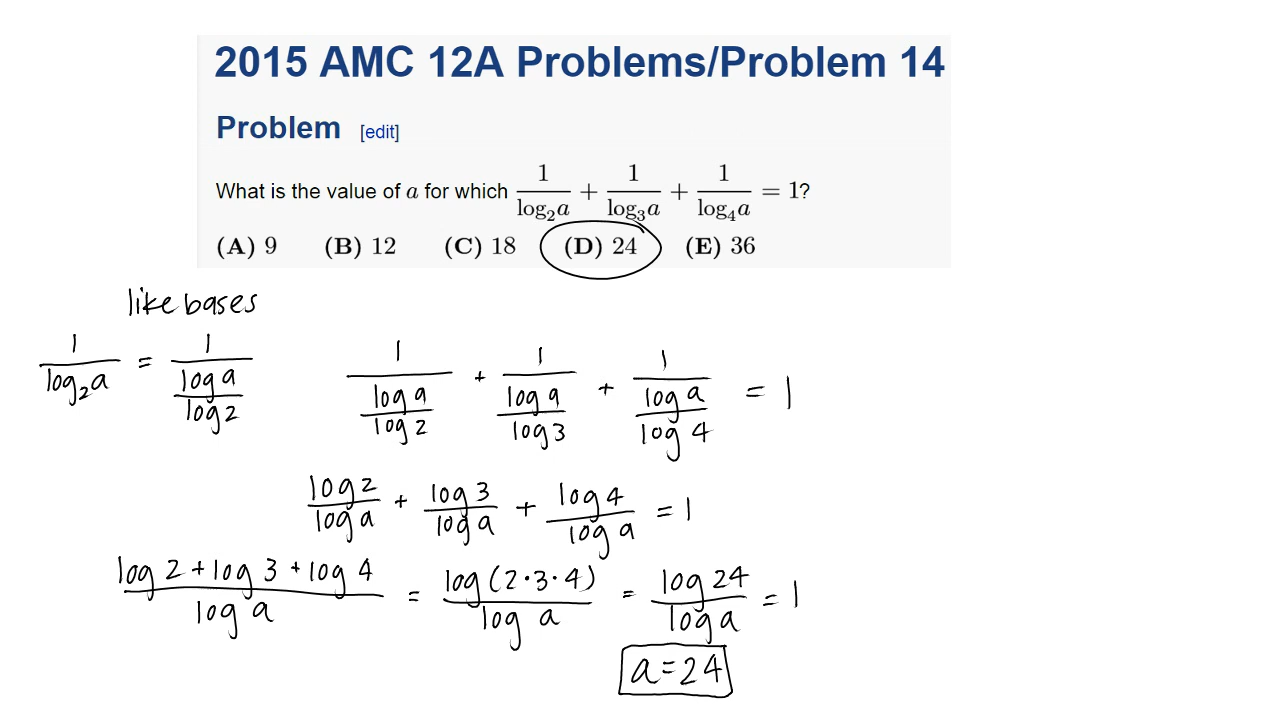 2015 AMC 12A Problems/Problem 14
Problem [edit]
What is the value of a for which 1/log₂a + 1/log₃a + 1/log₄a = 1?
(A) 9 (B) 12 (C) 18 (D) 24 (E) 36
like bases
1/log₂a = 1/(log a/log 2)
1/(log a/log 2) + 1/(log a/log 3) + 1/(log a/log 4) = 1
log 2/log a + log 3/log a + log 4/log a = 1
(log 2 + log 3 + log 4)/log a = log(2·3·4)/log a = log 24/log a = 1
a = 24